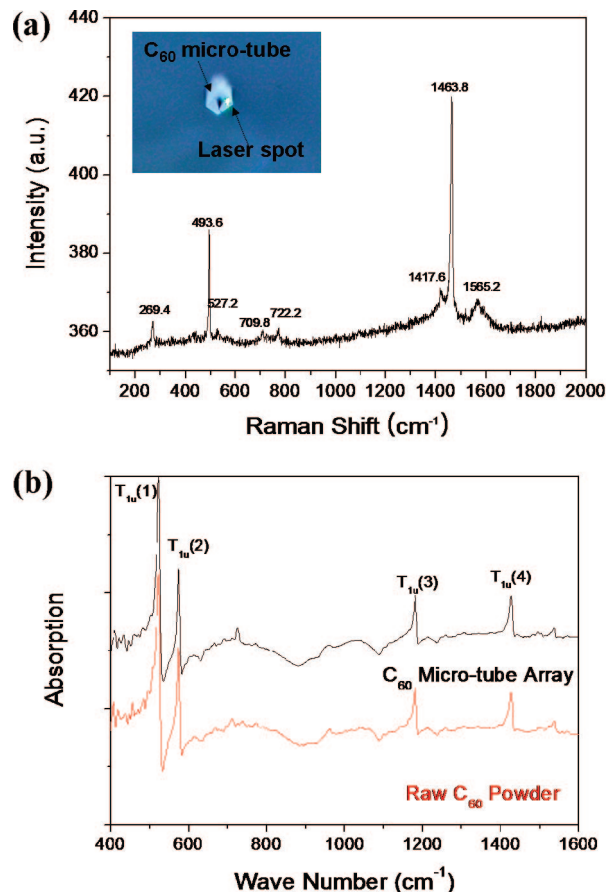 (a)
440
420
400
380
360
Intensity (a.u.)
C60 micro-tube
Laser spot
269.4
493.6
527.2
709.8
722.2
1417.6
1463.8
1565.2
200 400 600 800 1000 1200 1400 1600 1800 2000
Raman Shift (cm-1)
(b)
Absorption
T1u(1)
T1u(2)
T1u(3)
T1u(4)
C60 Micro-tube Array
Raw C60 Powder
400 600 800 1000 1200 1400 1600
Wave Number (cm-1)